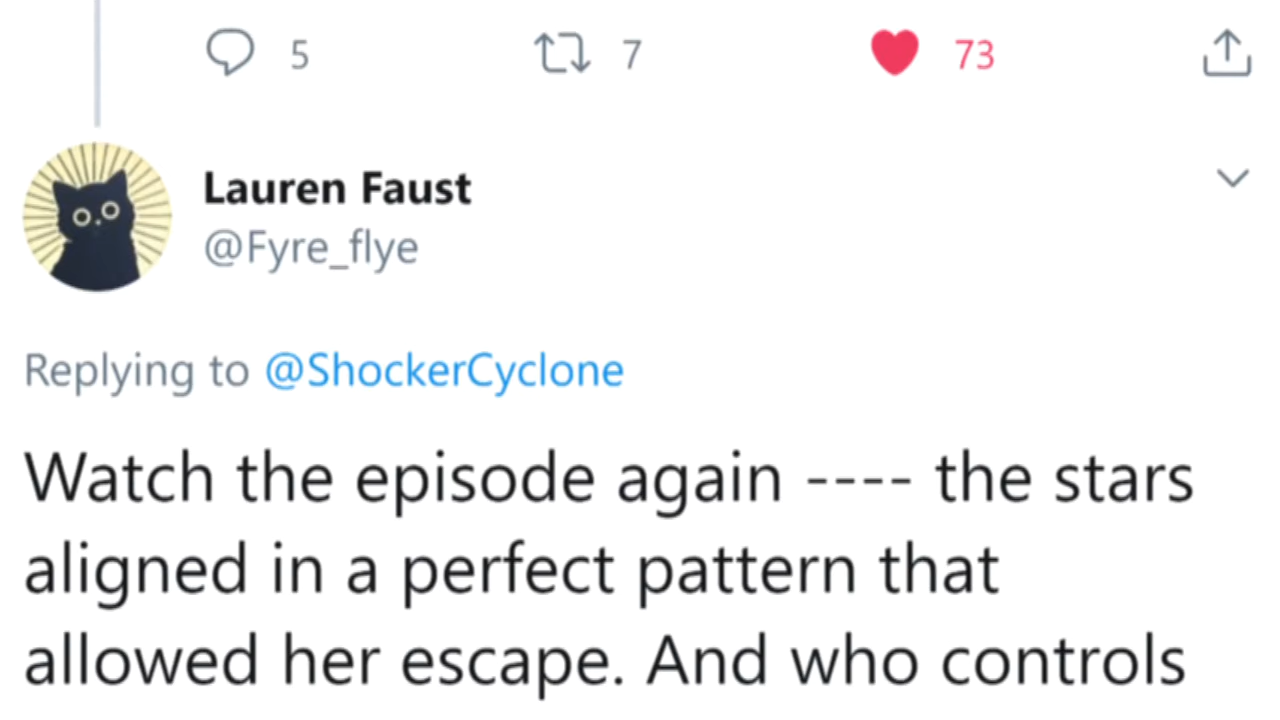 5 7 73
Lauren Faust
@Fyre_flye
Replying to @ShockerCyclone
Watch the episode again ---- the stars
aligned in a perfect pattern that
allowed her escape. And who controls